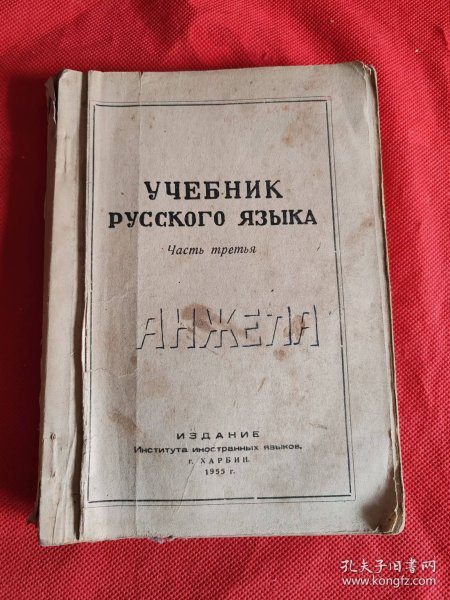 УЧЕБНИК
РУССКОГО ЯЗЫКА
Часть третья
АНЖЕЛА
ИЗДАНИЕ
Института иностранных языков.
г. ХАРБИН.
1955 г.
孔夫子旧书网
www.kongfz.com